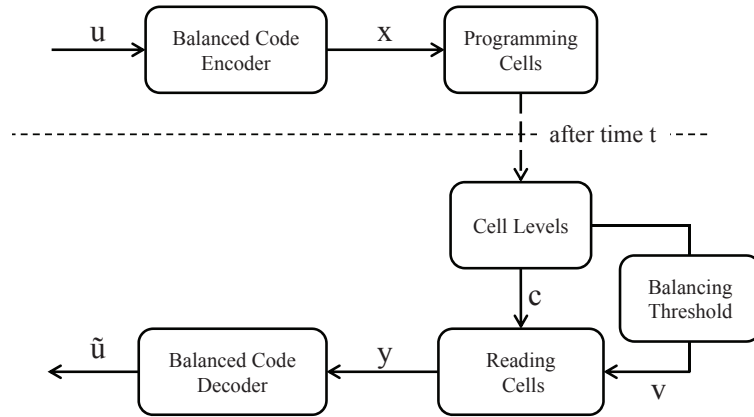 u
Balanced Code
Encoder
x
Programming
Cells
after time t
Cell Levels
c
Balancing
Threshold
v
Reading
Cells
y
Balanced Code
Decoder
ũ